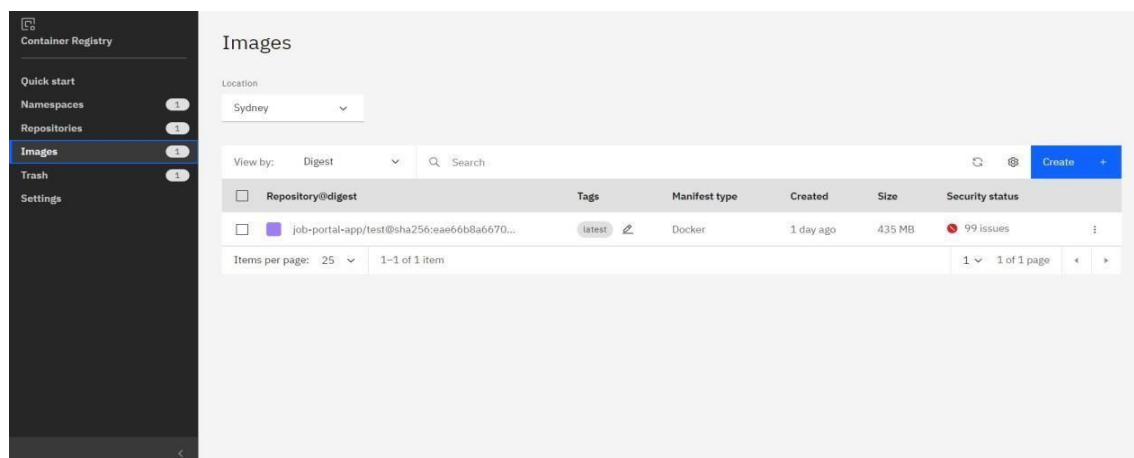 Container Registry
Quick start
Namespaces 1
Repositories 1
Images 1
Trash 1
Settings
Images
Location
Sydney
View by: Digest Search Create +
Repository@digest Tags Manifest type Created Size Security status
job-portal-app/test@sha256:eae66b8a6670... latest Docker 1 day ago 435 MB 99 issues
Items per page: 25 1–1 of 1 item 1 1 of 1 page